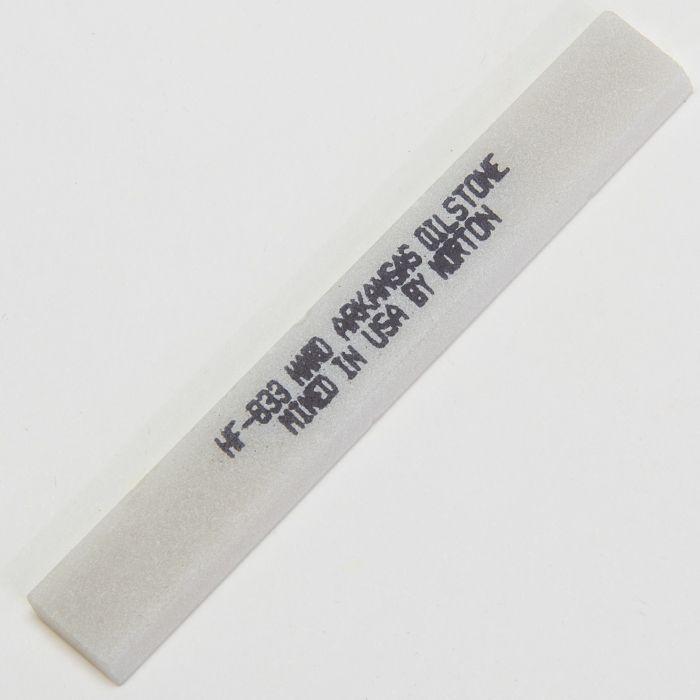 HF-833 HARD ARKANSAS OILSTONE
MINED IN USA BY NORTON